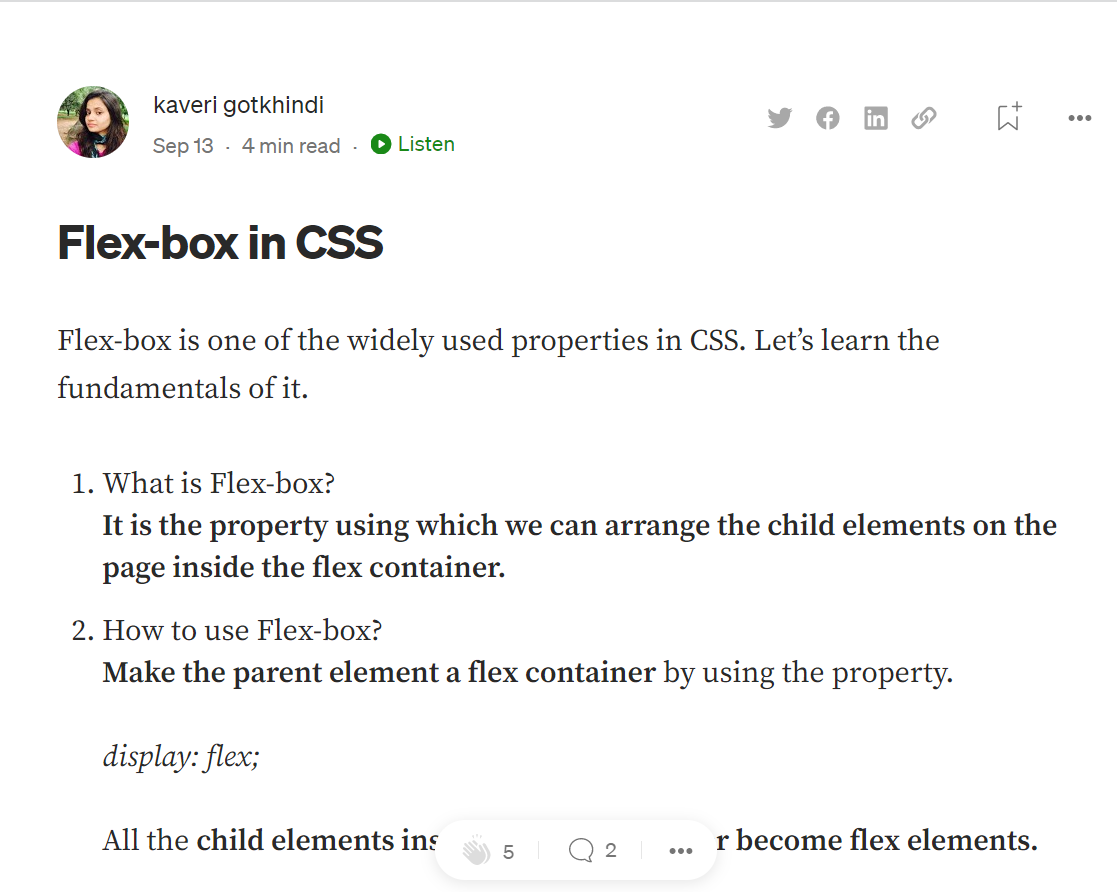 kaveri gotkhindi
Sep 13 · 4 min read · Listen
Flex-box in CSS
Flex-box is one of the widely used properties in CSS. Let’s learn the
fundamentals of it.
1. What is Flex-box?
It is the property using which we can arrange the child elements on the
page inside the flex container.
2. How to use Flex-box?
Make the parent element a flex container by using the property.
display: flex;
All the child elements ins r become flex elements.
5 2